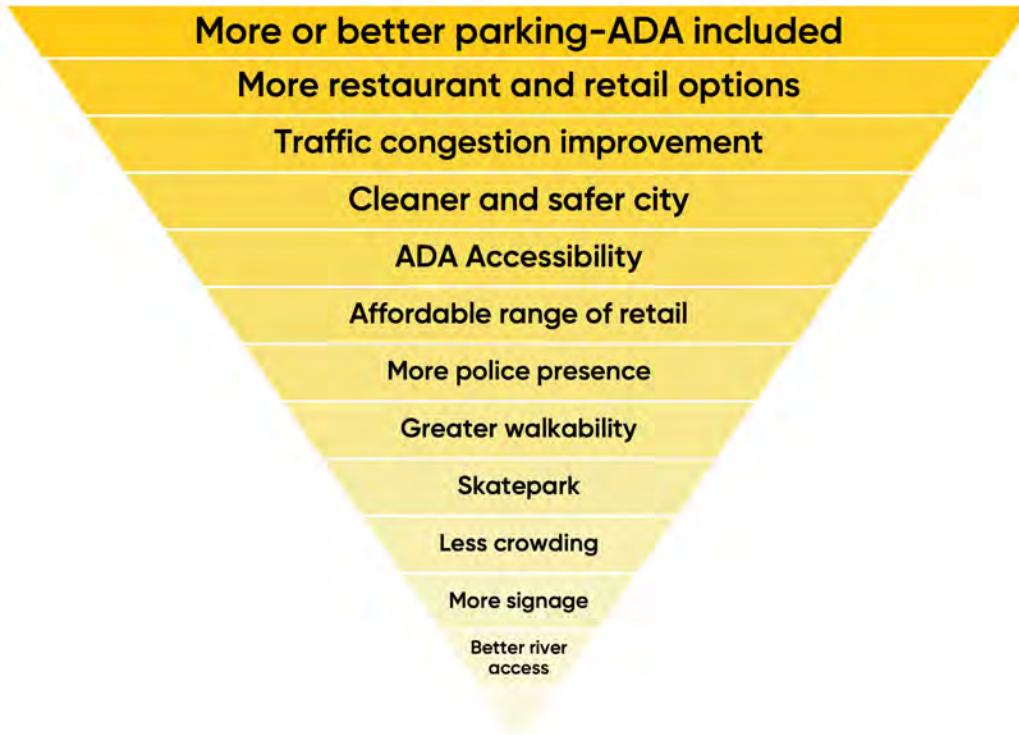 More or better parking-ADA included
More restaurant and retail options
Traffic congestion improvement
Cleaner and safer city
ADA Accessibility
Affordable range of retail
More police presence
Greater walkability
Skatepark
Less crowding
More signage
Better river
access